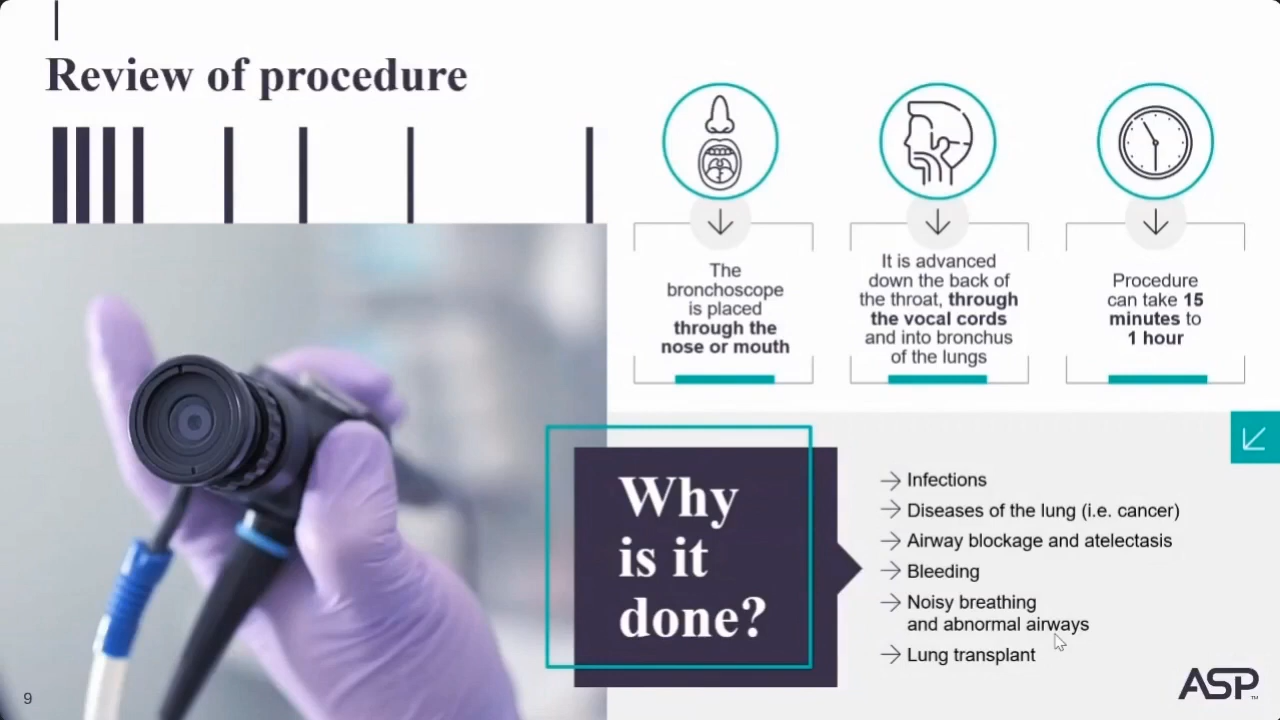 Review of procedure
The
bronchoscope
is placed
through the
nose or mouth
It is advanced
down the back of
the throat, through
the vocal cords
and into bronchus
of the lungs
Procedure
can take 15
minutes to
1 hour
Why
is it
done?
Infections
Diseases of the lung (i.e. cancer)
Airway blockage and atelectasis
Bleeding
Noisy breathing
and abnormal airways
Lung transplant
9
ASP™